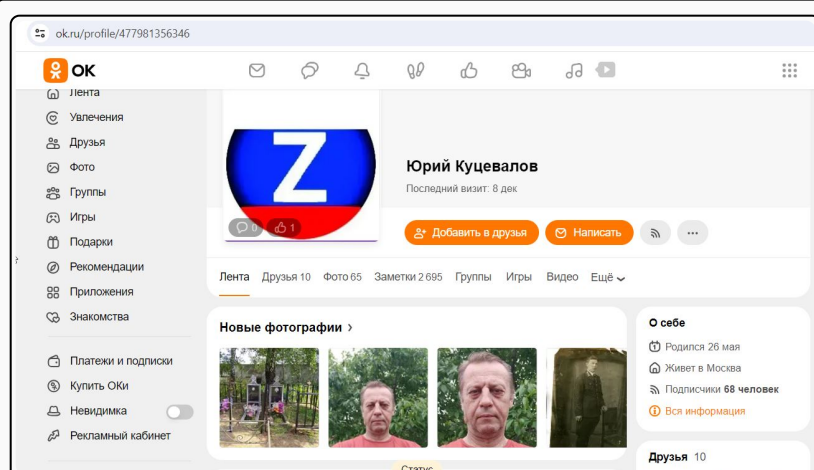 ok.ru/profile/477981356346
ОК
Лента
Увлечения
Друзья
Фото
Группы
Игры
Подарки
Рекомендации
Приложения
Знакомства
Платежи и подписки
Купить ОКи
Невидимка
Рекламный кабинет
Z
0 1
Юрий Куцевалов
Последний визит: 8 дек
Добавить в друзья Написать
Лента Друзья 10 Фото 65 Заметки 2 695 Группы Игры Видео Ещё
Новые фотографии
О себе
Родился 26 мая
Живет в Москва
Подписчики 68 человек
Вся информация
Друзья 10
Статус